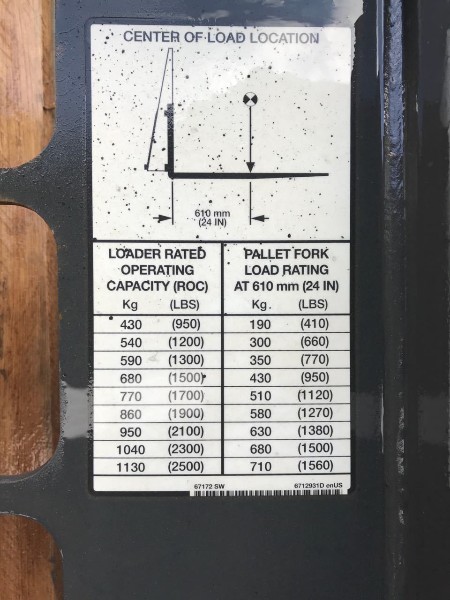 CENTER OF LOAD LOCATION
610 mm
(24 IN)
LOADER RATED
OPERATING
CAPACITY (ROC)
Kg (LBS)
PALLET FORK
LOAD RATING
AT 610 mm (24 IN)
Kg. (LBS)
430 (950) 190 (410)
540 (1200) 300 (660)
590 (1300) 350 (770)
680 (1500) 430 (950)
770 (1700) 510 (1120)
860 (1900) 580 (1270)
950 (2100) 630 (1380)
1040 (2300) 680 (1500)
1130 (2500) 710 (1560)
67172 SW 6712931D enUS